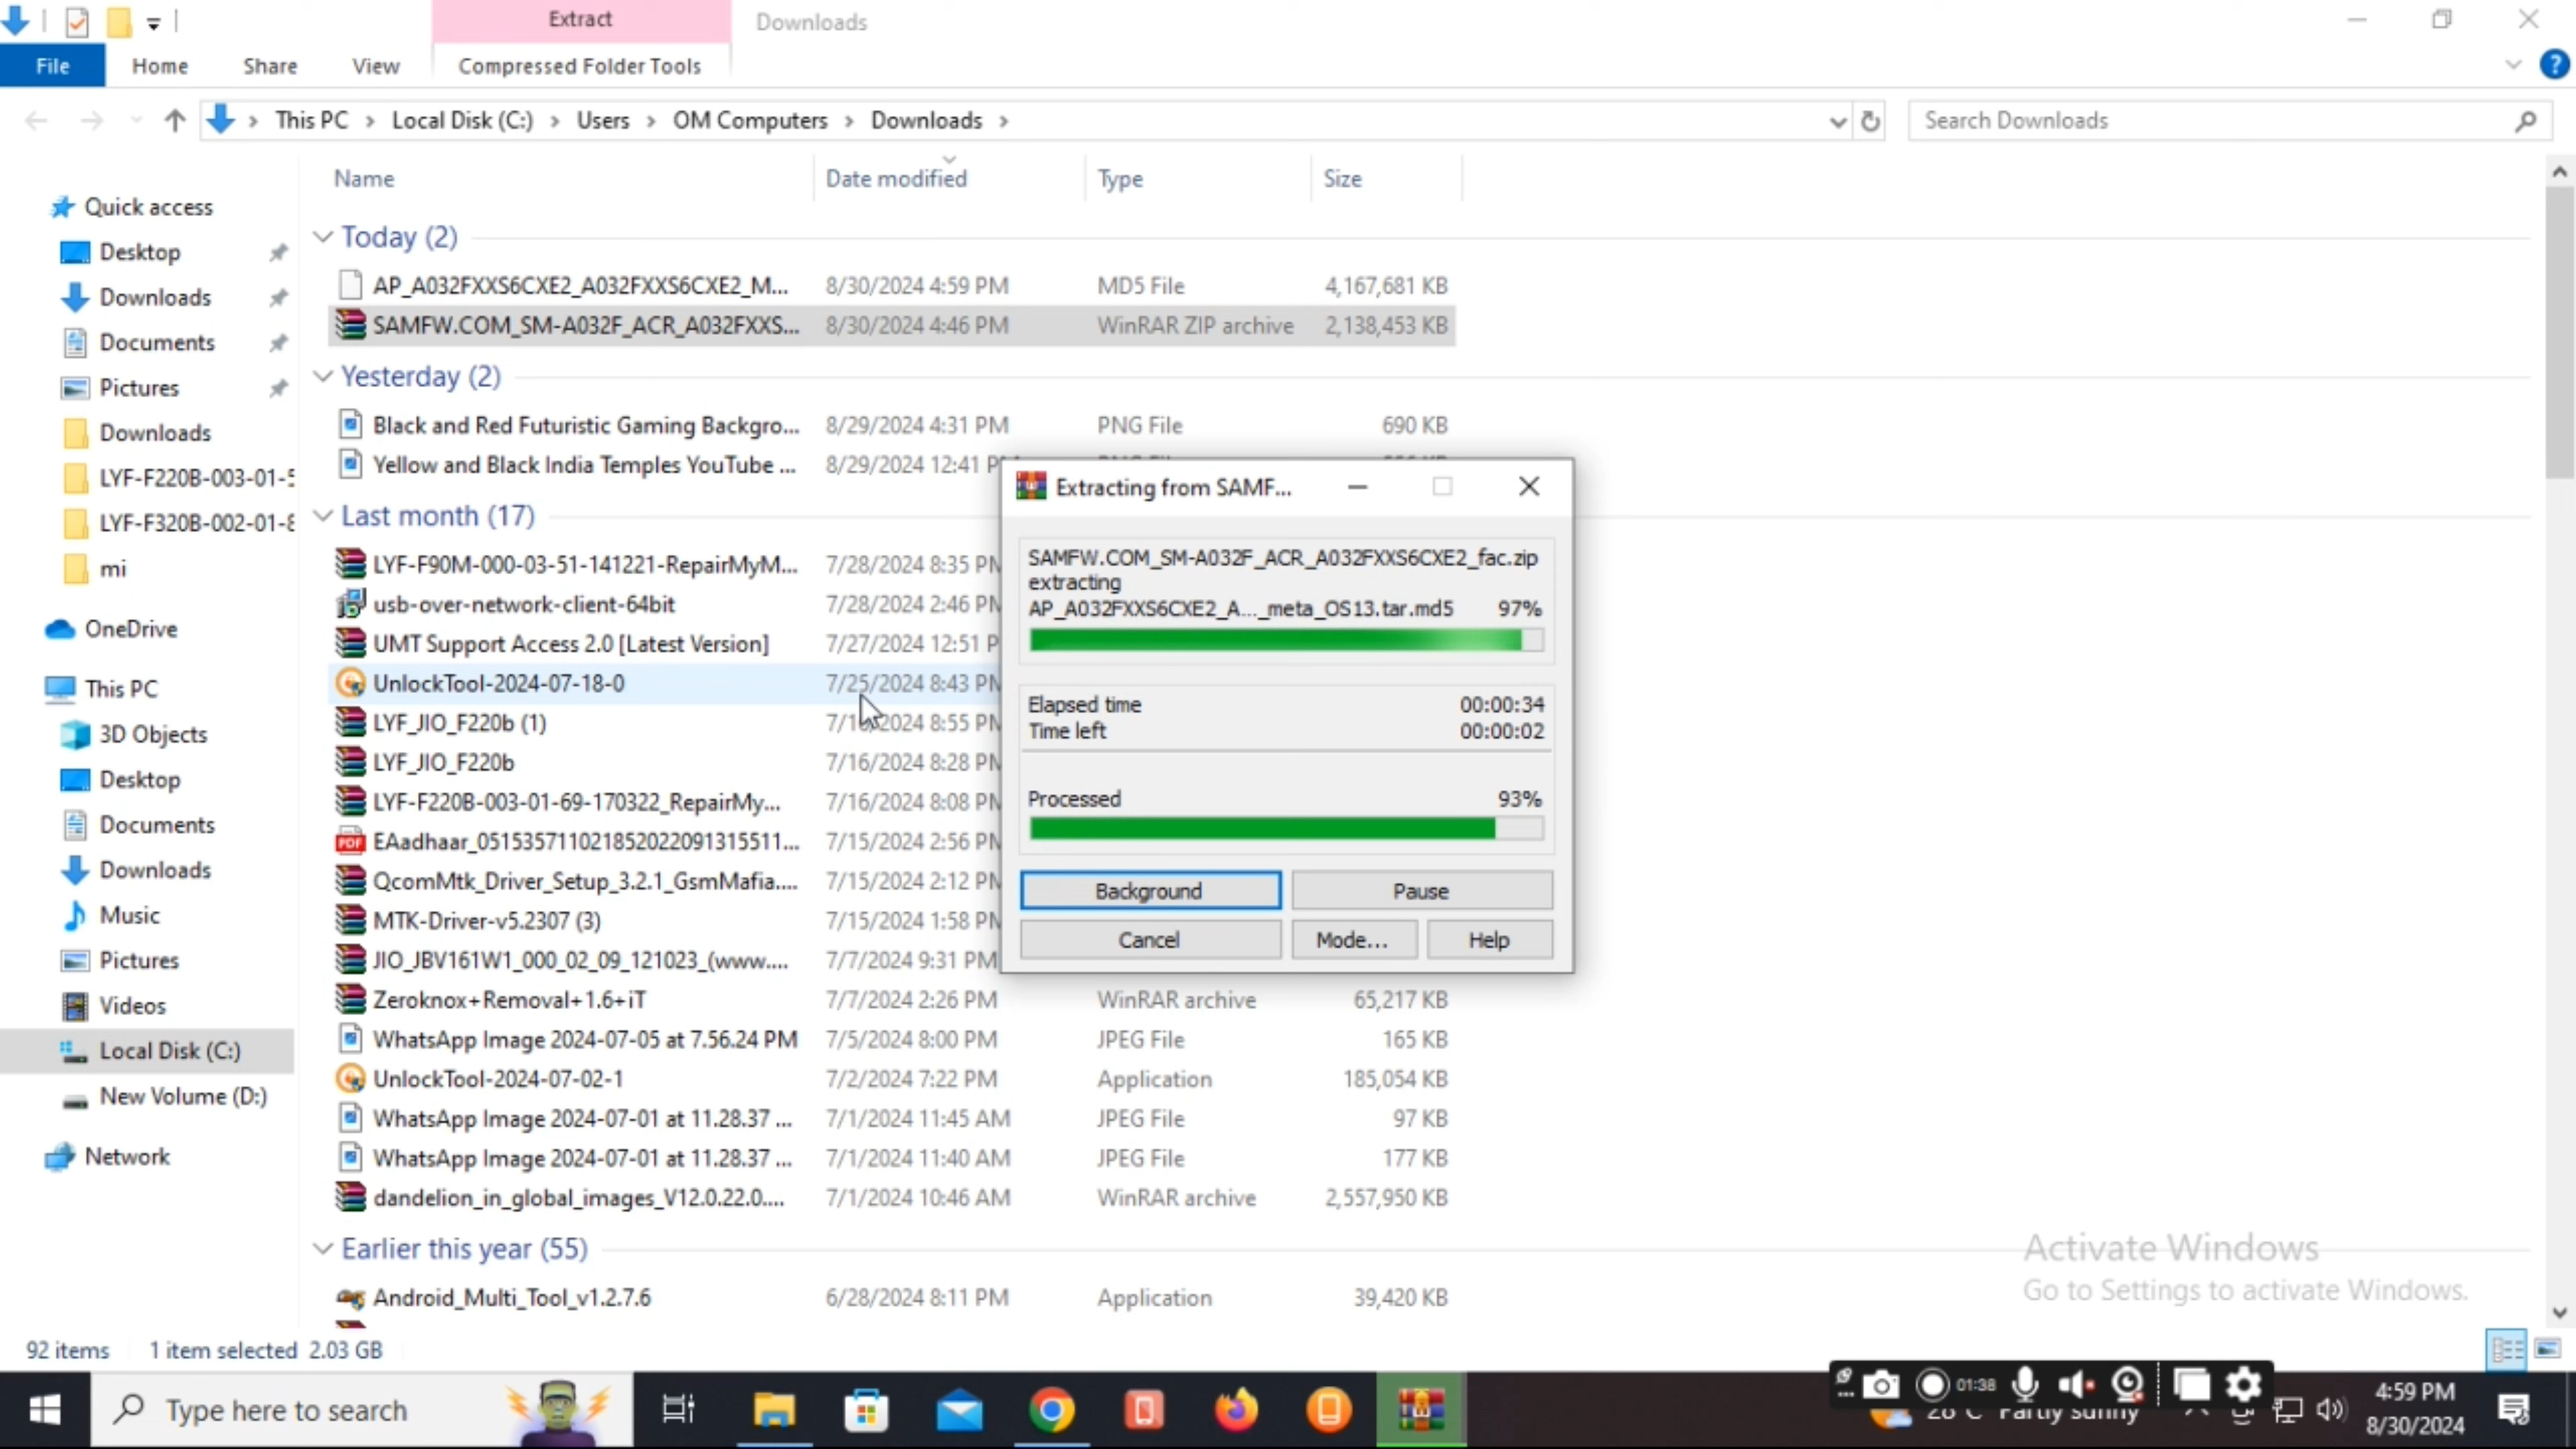 Extract
Downloads
File
Home
Share
View
Compressed Folder Tools
This PC > Local Disk (C:) > Users > OM Computers > Downloads >
Search Downloads
Name
Date modified
Type
Size
Quick access
Desktop
Downloads
Documents
Pictures
Downloads
LYF-F220B-003-01-5
LYF-F320B-002-01-8
mi
OneDrive
This PC
3D Objects
Desktop
Documents
Downloads
Music
Pictures
Videos
Local Disk (C:)
New Volume (D:)
Network
Today (2)
AP_A032FXXS6CXE2_A032FXXS6CXE2_M... 8/30/2024 4:59 PM MD5 File 4,167,681 KB
SAMFW.COM_SM-A032F_ACR_A032FXXS... 8/30/2024 4:46 PM WinRAR ZIP archive 2,138,453 KB
Yesterday (2)
Black and Red Futuristic Gaming Backgro... 8/29/2024 4:31 PM PNG File 690 KB
Yellow and Black India Temples YouTube ... 8/29/2024 12:41 P
Last month (17)
LYF-F90M-000-03-51-141221-RepairMyM... 7/28/2024 8:35 PM
usb-over-network-client-64bit 7/28/2024 2:46 PM
UMT Support Access 2.0 [Latest Version] 7/27/2024 12:51 P
UnlockTool-2024-07-18-0 7/25/2024 8:43 PM
LYF_JIO_F220b (1) 8:55 PM
LYF_JIO_F220b 7/16/2024 8:28 PM
LYF-F220B-003-01-69-170322_RepairMy... 7/16/2024 8:08 PM
EAadhaar_051535711021852022091315511... 7/15/2024 2:56 PM
QcomMtk_Driver_Setup_3.2.1_GsmMafia.... 7/15/2024 2:12 PM
MTK-Driver-v5.2307 (3) 7/15/2024 1:58 PM
JIO_JBV161W1_000_02_09_121023_(www.... 7/7/2024 9:31 PM
Zeroknox+Removal+1.6+iT 7/7/2024 2:26 PM WinRAR archive 65,217 KB
WhatsApp Image 2024-07-05 at 7.56.24 PM 7/5/2024 8:00 PM JPEG File 165 KB
UnlockTool-2024-07-02-1 7/2/2024 7:22 PM Application 185,054 KB
WhatsApp Image 2024-07-01 at 11.28.37 ... 7/1/2024 11:45 AM JPEG File 97 KB
WhatsApp Image 2024-07-01 at 11.28.37 ... 7/1/2024 11:40 AM JPEG File 177 KB
dandelion_in_global_images_V12.0.22.0.... 7/1/2024 10:46 AM WinRAR archive 2,557,950 KB
Earlier this year (55)
Android_Multi_Tool_v1.2.7.6 6/28/2024 8:11 PM Application 39,420 KB
Extracting from SAMF...
SAMFW.COM_SM-A032F_ACR_A032FXXS6CXE2_fac.zip
extracting
AP_A032FXXS6CXE2_A..._meta_OS13.tar.md5 97%
Elapsed time 00:00:34
Time left 00:00:02
Processed 93%
Background
Pause
Cancel
Mode...
Help
Activate Windows
Go to Settings to activate Windows.
92 items 1 item selected 2.03 GB
Type here to search
01:38
Partly sunny
4:59 PM
8/30/2024